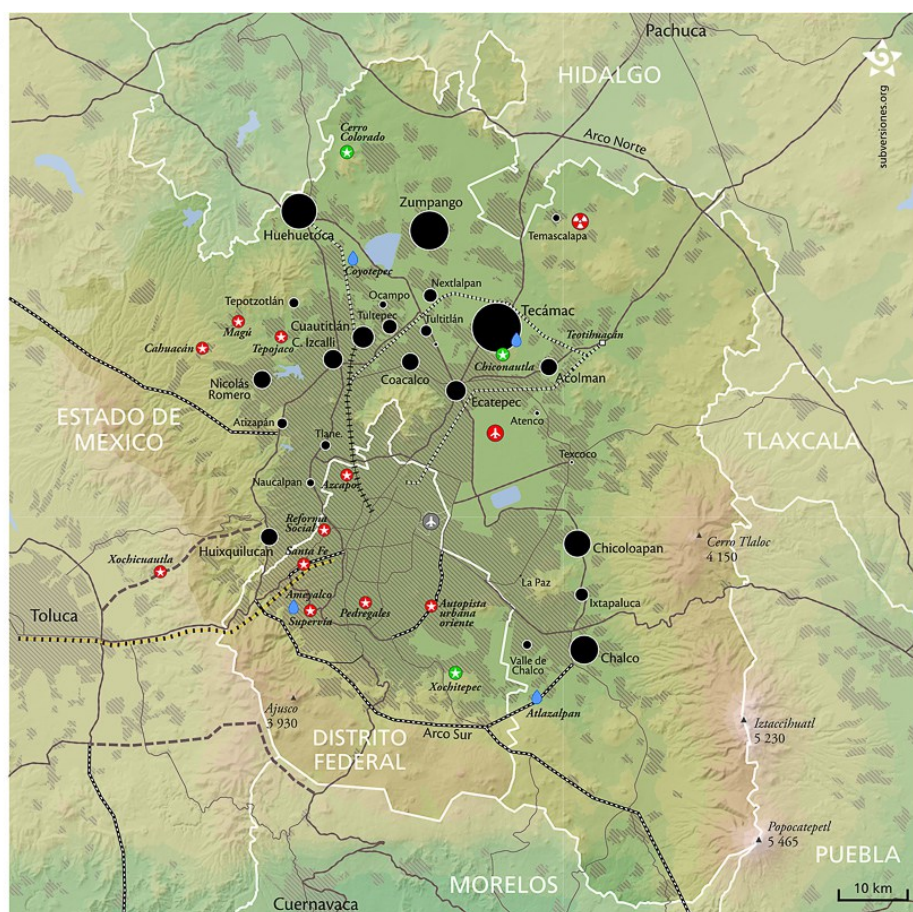 Pachuca
HIDALGO
subversiones.org
Cerro
Colorado
Arco Norte
Zumpango
Huehuetoca
Temascalapa
Coyotepec
Nextlalpan
Tepotzotlán
Ocampo
Tultepec
Tultitlán
Tecámac
Teotihuacán
Magú
Cuautitlán
Tepojaco
C. Izcalli
Cahuacán
Chiconautla
Coacalco
Acolman
Nicolás
Romero
Ecatepec
ESTADO DE
MÉXICO
Atenco
Atizapán
TLAXCALA
Tlane.
Texcoco
Naucalpan
Azcapo.
Reforma
Social
Huixquilucan
Santa Fe
Chicoloapan
Cerro Tlaloc
4 150
Xochicuautla
La Paz
Ameyalco
Supervía
Pedregales
Autopista
urbana
oriente
Ixtapaluca
Toluca
Valle de
Chalco
Chalco
Xochitepec
Atlazalpan
Ajusco
3 930
Arco Sur
DISTRITO
FEDERAL
Iztaccihuatl
5 230
Popocatepetl
5 465
PUEBLA
MORELOS
Cuernavaca
10 km